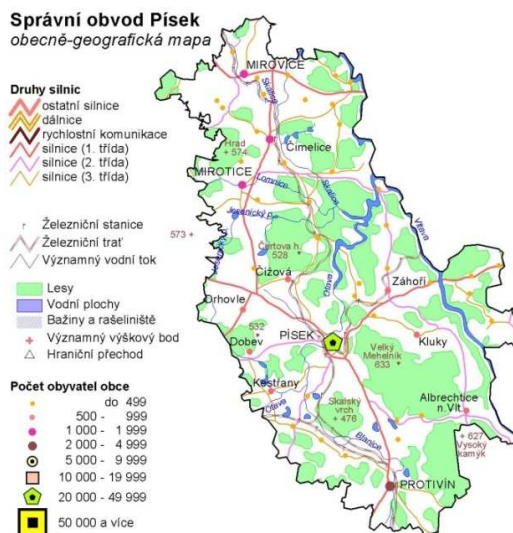 Správní obvod Písek
obecně-geografická mapa
Druhy silnic
ostatní silnice
dálnice
rychlostní komunikace
silnice (1. třída)
silnice (2. třída)
silnice (3. třída)
Železniční stanice
Železniční trať
Významný vodní tok
Lesy
Vodní plochy
Bažiny a rašeliniště
Významný výškový bod
Hraniční přechod
Počet obyvatel obce
do 499
500 - 999
1 000 - 1 999
2 000 - 4 999
5 000 - 9 999
10 000 - 19 999
20 000 - 49 999
50 000 a více
MIROVICE
Skalice
Hrad
+ 574
Čimelice
MIROTICE
Lomnice
Skalice
573 +
Čertova h.
528
Vltava
Čížová
Otava
Záhoří
Drhovle
532
PÍSEK
Dobev
Velký
Mehelník
633
Kluky
Kestřany
Otava
Skalský
vrch
+ 476
Albrechtice
n.Vlt.
Blanice
+ 627
Vysoký
kamýk
PROTIVÍN